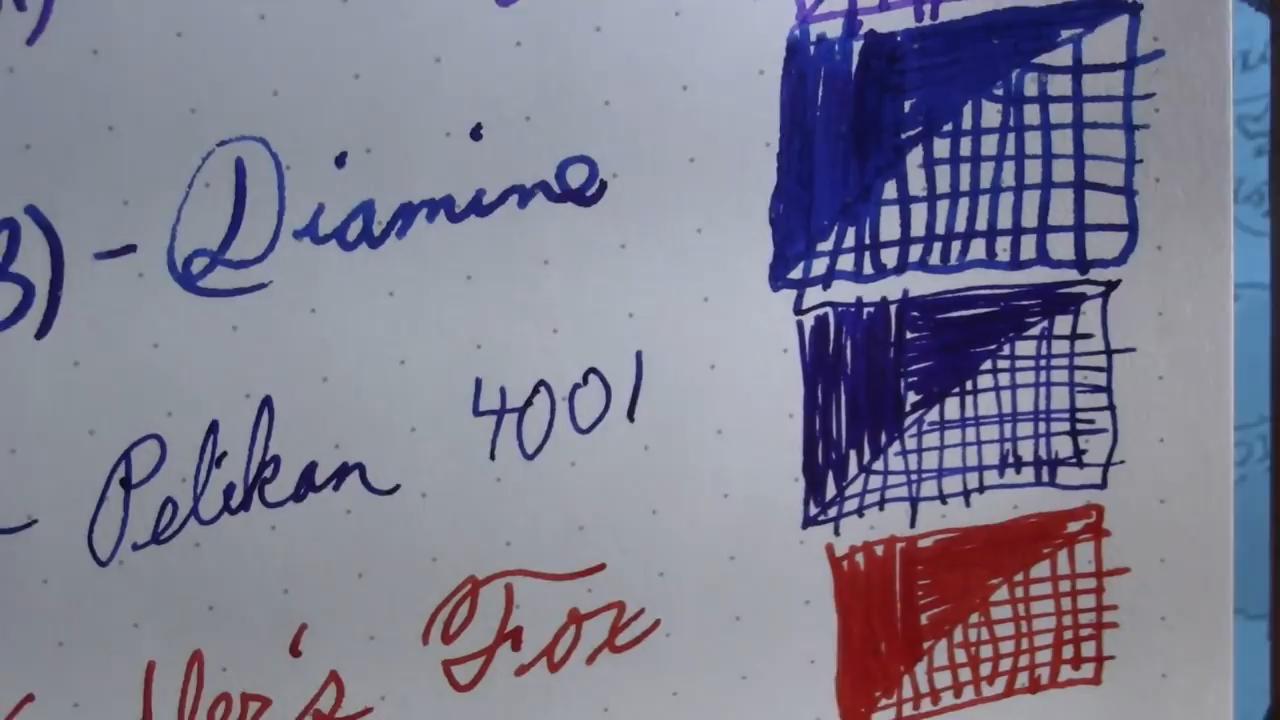 3) - Diamine
- Pelikan 4001
Fox